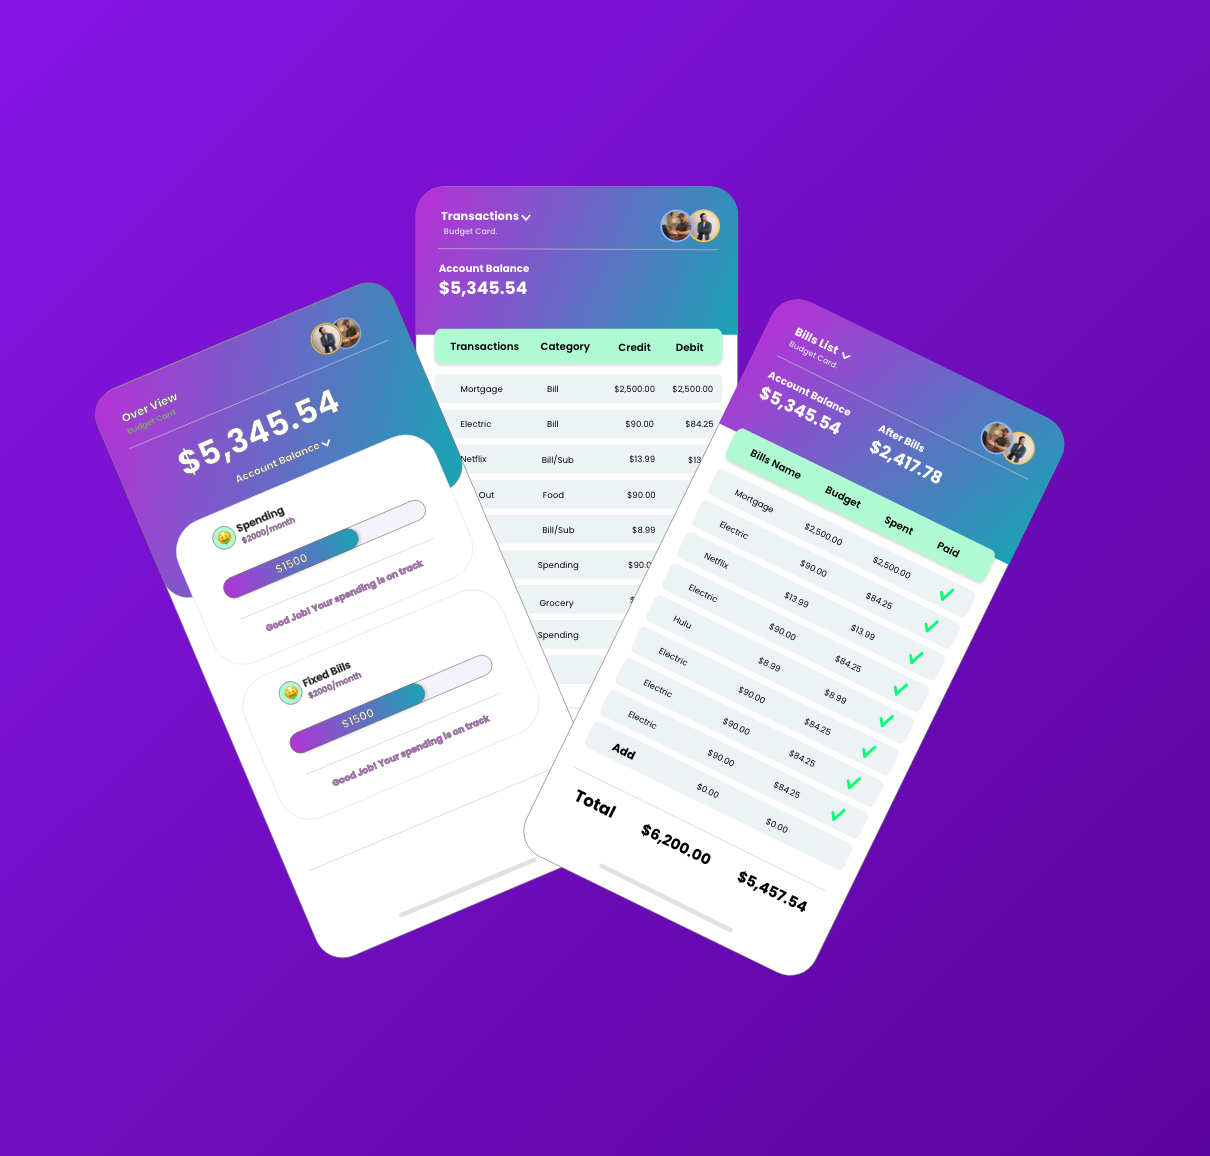 Over View
Budget Card.
$5,345.54
Account Balance
Spending
$2000/month
$1500
Good Job! Your spending is on track
Fixed Bills
$2000/month
$1500
Good Job! Your spending is on track
Transactions
Budget Card.
Account Balance
$5,345.54
Transactions Category Credit Debit
Mortgage Bill $2,500.00 $2,500.00
Electric Bill $90.00 $84.25
Netflix Bill/Sub $13.99
Out Food $90.00
Bill/Sub $8.99
Spending
Grocery
Spending
Bills List
Budget Card.
Account Balance
$5,345.54
After Bills
$2,417.78
Bills Name Budget Spent Paid
Mortgage $2,500.00 $2,500.00
Electric $90.00 $84.25
Netflix $13.99 $13.99
Electric $90.00 $84.25
Hulu $8.99 $8.99
Electric $90.00 $84.25
Electric $90.00 $84.25
Electric $90.00 $84.25
Add $0.00 $0.00
Total $6,200.00 $5,457.54